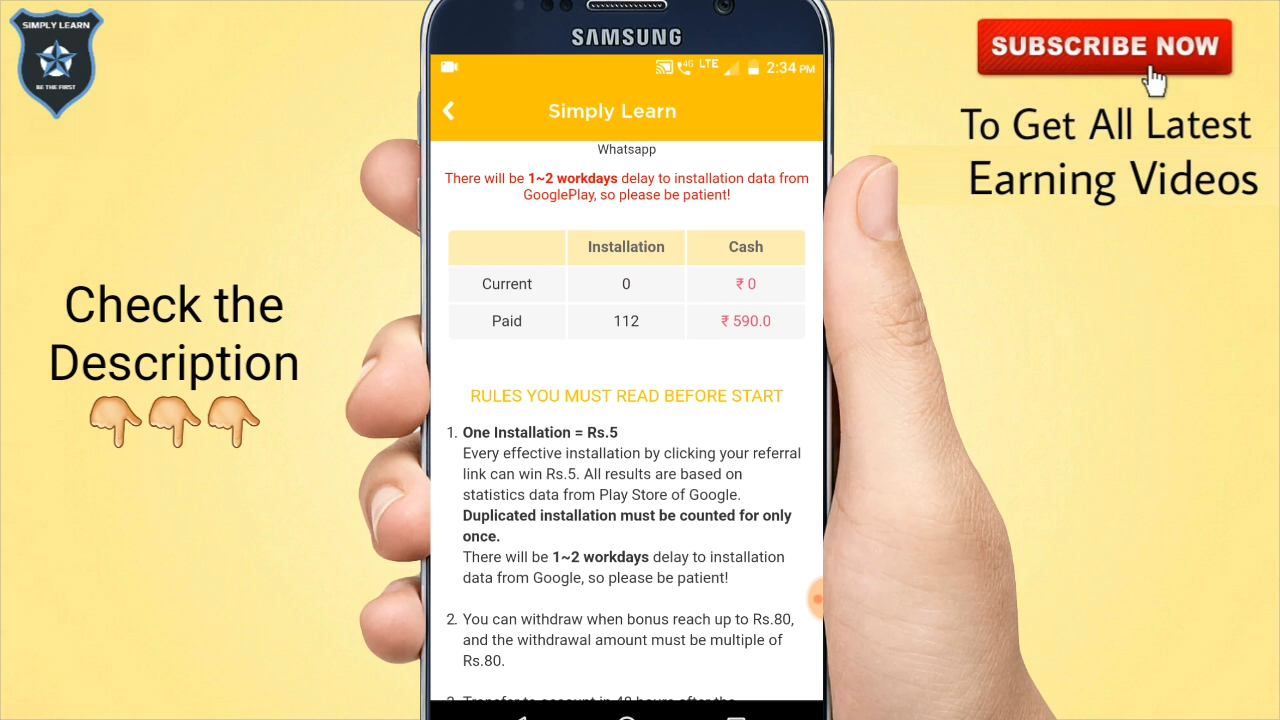 SIMPLY LEARN
BE THE FIRST
SUBSCRIBE NOW
To Get All Latest
Earning Videos
Check the
Description
SAMSUNG
4G LTE 2:34 PM
Simply Learn
Whatsapp
There will be 1~2 workdays delay to installation data from
GooglePlay, so please be patient!
Installation Cash
Current 0 ₹ 0
Paid 112 ₹ 590.0
RULES YOU MUST READ BEFORE START
1. One Installation = Rs.5
Every effective installation by clicking your referral
link can win Rs.5. All results are based on
statistics data from Play Store of Google.
Duplicated installation must be counted for only
once.
There will be 1~2 workdays delay to installation
data from Google, so please be patient!
2. You can withdraw when bonus reach up to Rs.80,
and the withdrawal amount must be multiple of
Rs.80.